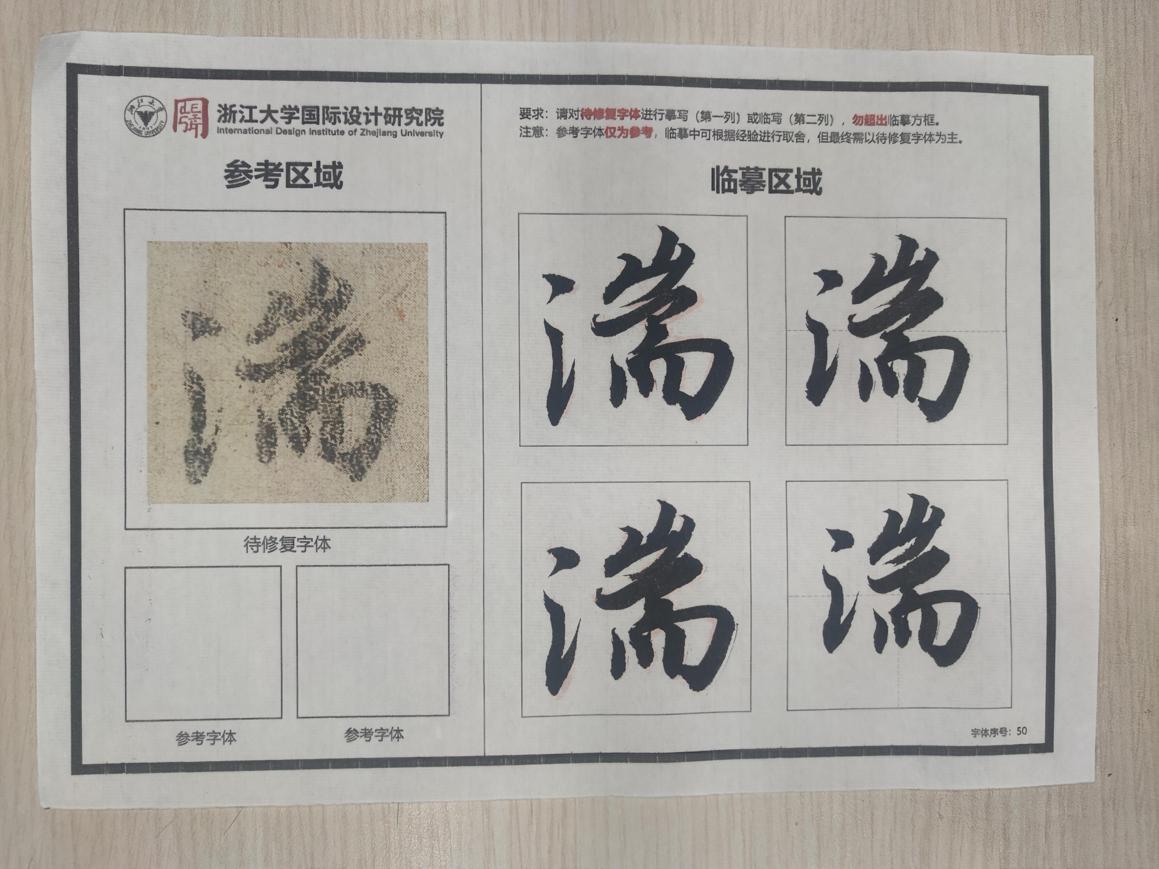 浙江大学国际设计研究院
International Design Institute of Zhejiang University
要求：请对待修复字体进行摹写（第一列）或临写（第二列），勿超出临摹方框。
注意：参考字体仅为参考，临摹中可根据经验进行取舍，但最终需以待修复字体为主。
参考区域
湍
待修复字体
参考字体
参考字体
临摹区域
湍
湍
湍
湍
字体序号：50